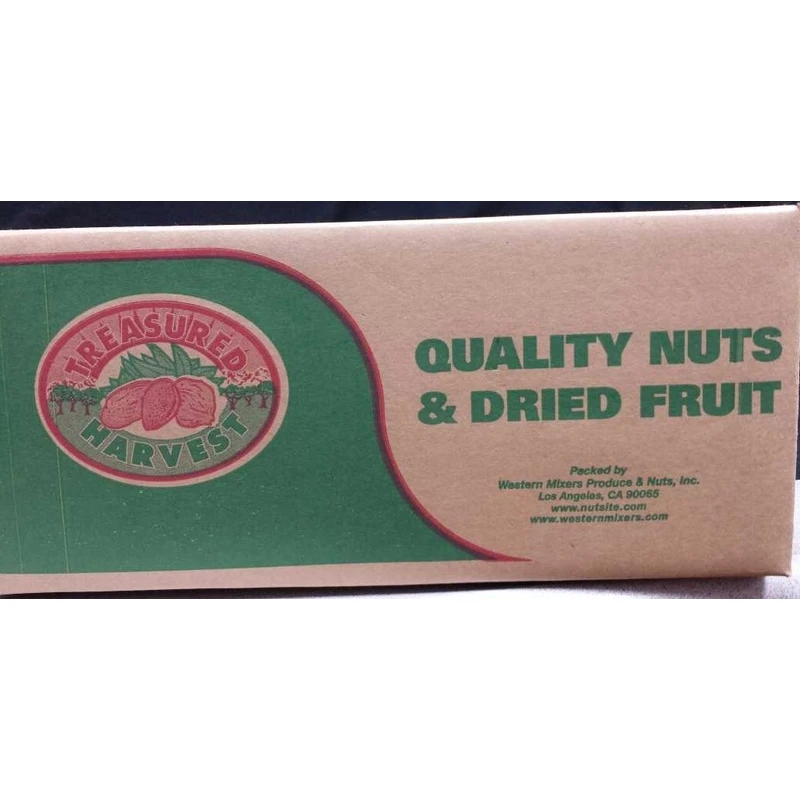 TREASURED
HARVEST
QUALITY NUTS
& DRIED FRUIT
Packed by
Western Mixers Produce & Nuts, Inc.
Los Angeles, CA 90065
www.nutsite.com
www.westernmixers.com